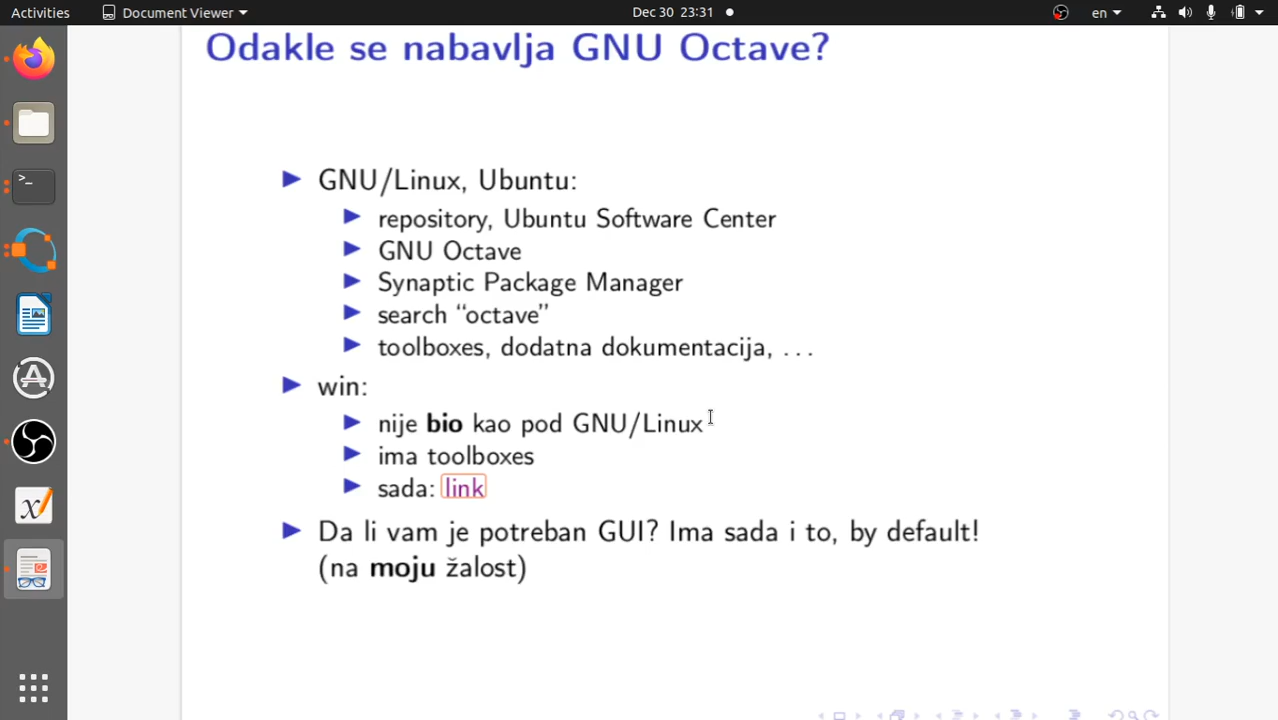 Activities Document Viewer Dec 30 23:31 en
Odakle se nabavlja GNU Octave?
GNU/Linux, Ubuntu:
repository, Ubuntu Software Center
GNU Octave
Synaptic Package Manager
search “octave”
toolboxes, dodatna dokumentacija, . . .
win:
nije bio kao pod GNU/Linux
ima toolboxes
sada: link
Da li vam je potreban GUI? Ima sada i to, by default!
(na moju žalost)